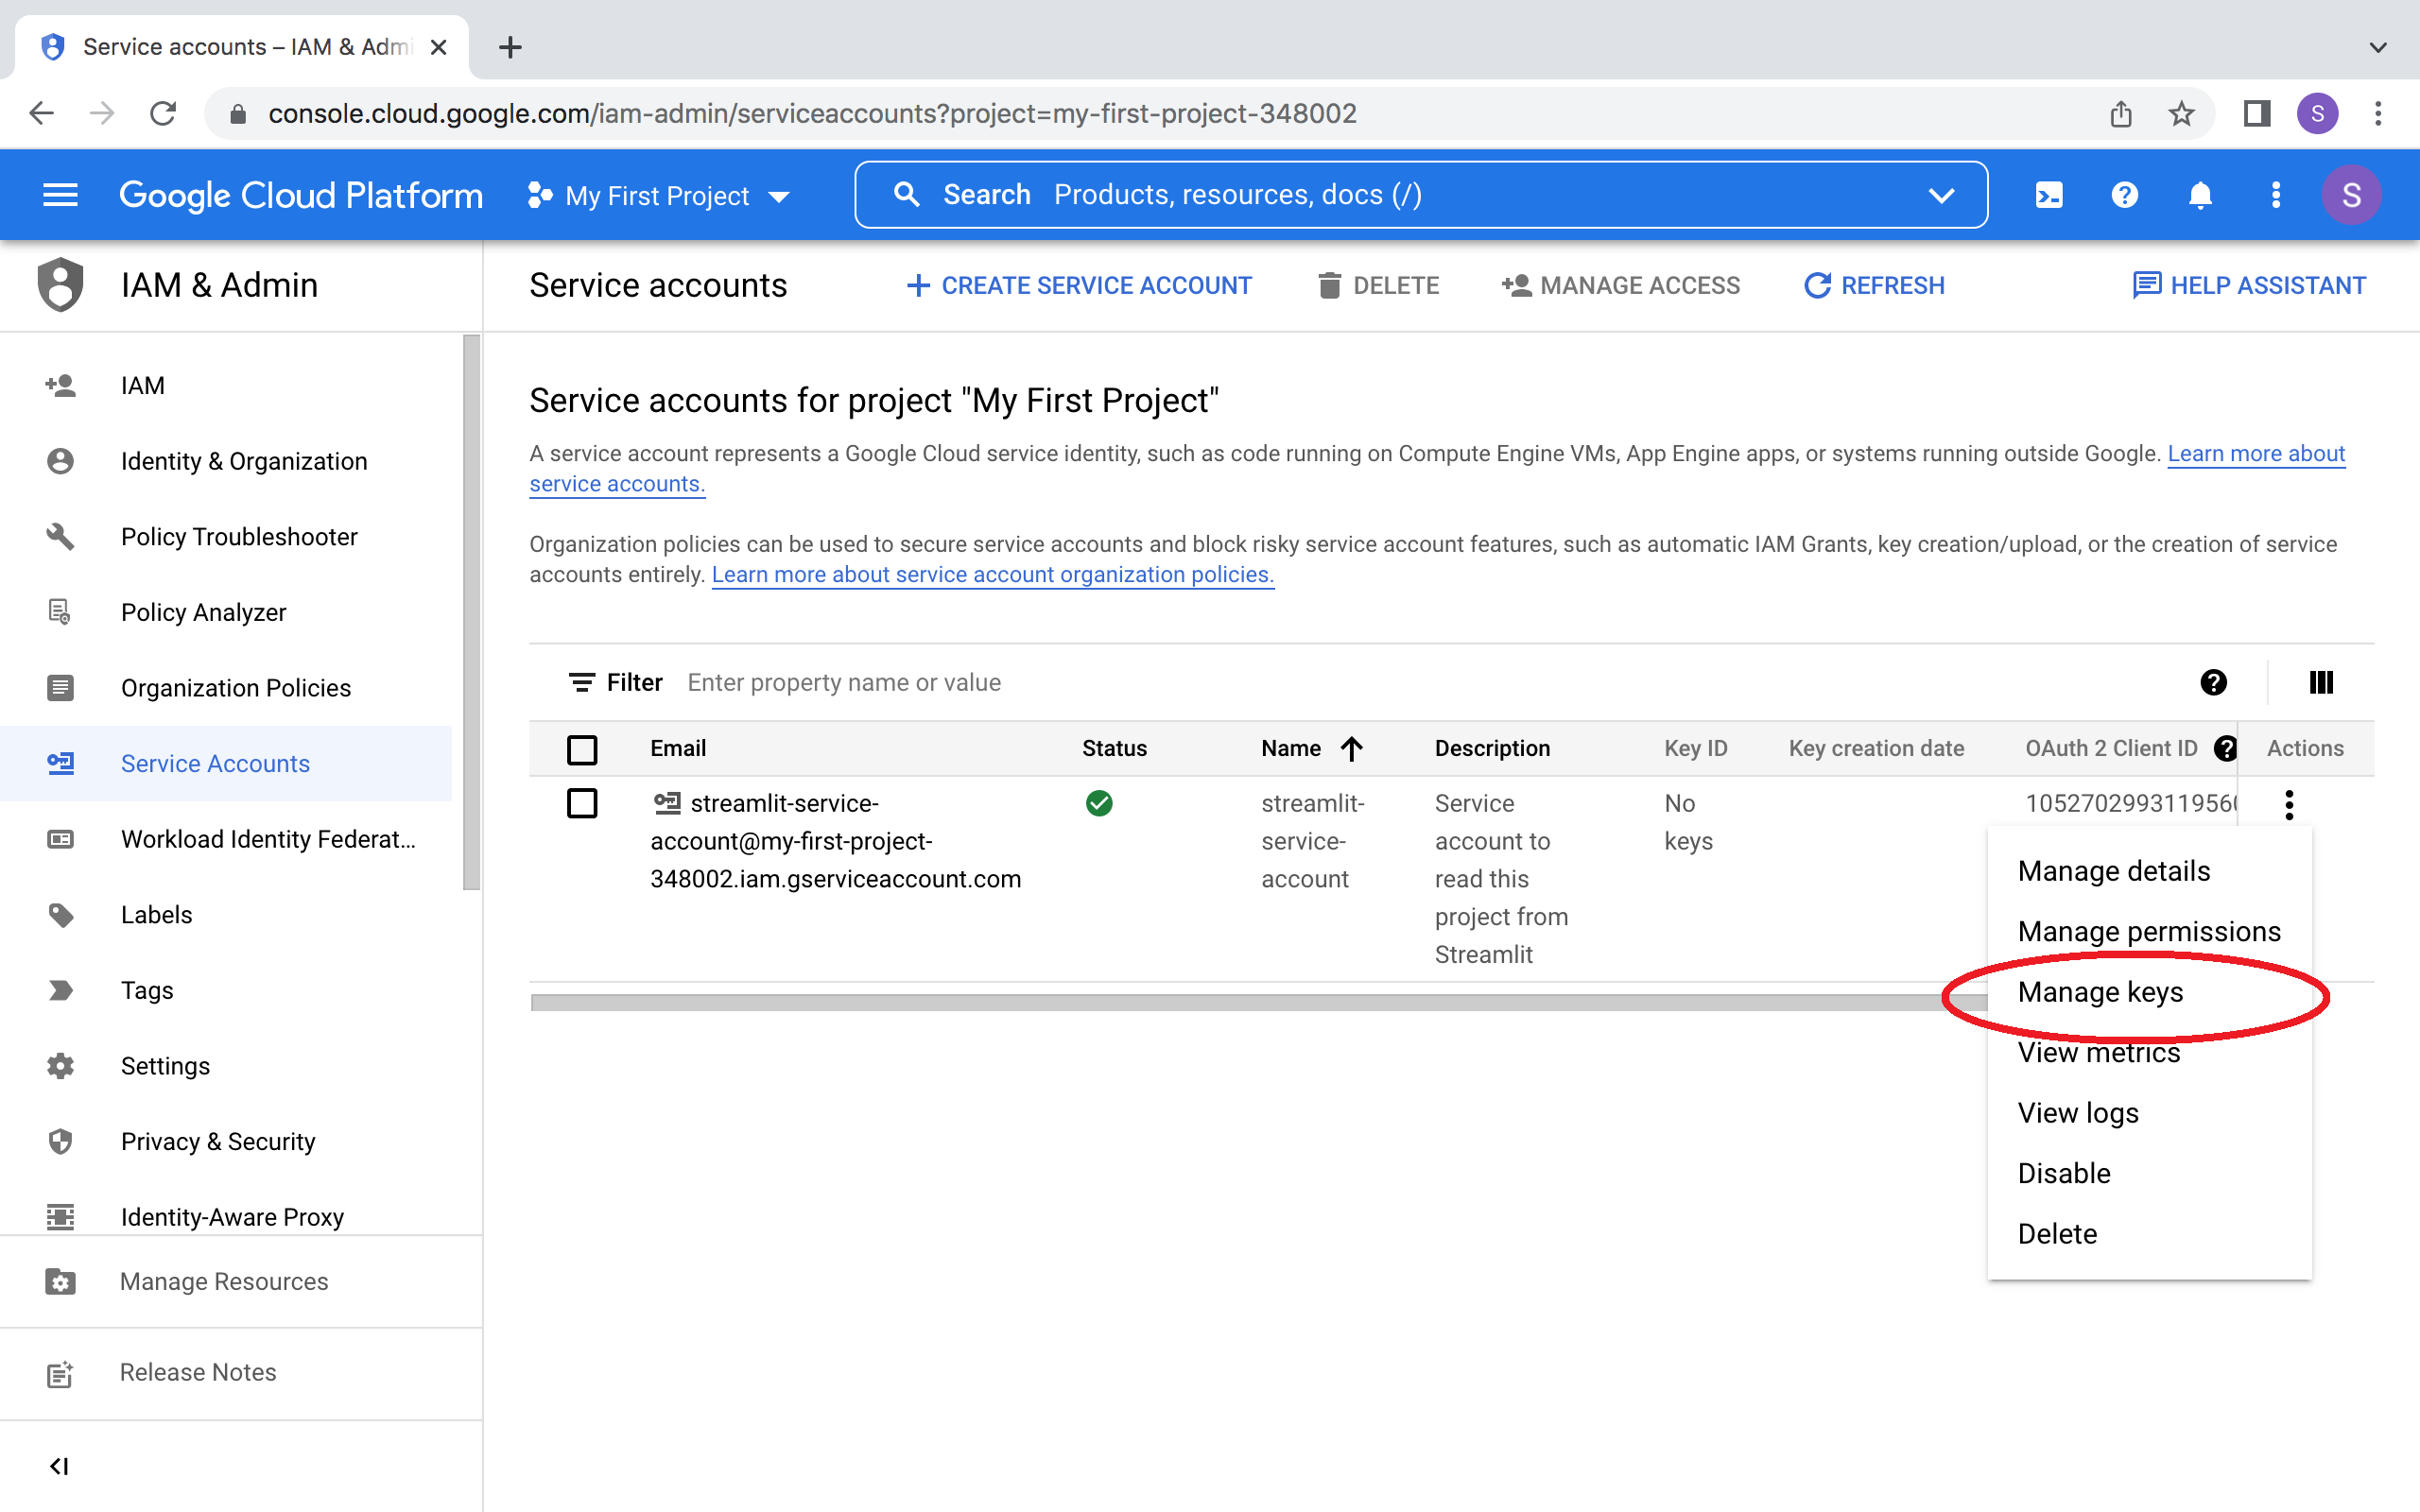 Service accounts – IAM & Admi
console.cloud.google.com/iam-admin/serviceaccounts?project=my-first-project-348002
S
Google Cloud Platform
My First Project
Search Products, resources, docs (/)
S
IAM & Admin
Service accounts
CREATE SERVICE ACCOUNT
DELETE
MANAGE ACCESS
REFRESH
HELP ASSISTANT
IAM
Identity & Organization
Policy Troubleshooter
Policy Analyzer
Organization Policies
Service Accounts
Workload Identity Federat...
Labels
Tags
Settings
Privacy & Security
Identity-Aware Proxy
Manage Resources
Release Notes
Service accounts for project "My First Project"
A service account represents a Google Cloud service identity, such as code running on Compute Engine VMs, App Engine apps, or systems running outside Google. Learn more about
service accounts.
Organization policies can be used to secure service accounts and block risky service account features, such as automatic IAM Grants, key creation/upload, or the creation of service
accounts entirely. Learn more about service account organization policies.
Filter Enter property name or value
Email Status Name Description Key ID Key creation date OAuth 2 Client ID Actions
streamlit-service-
account@my-first-project-
348002.iam.gserviceaccount.com
streamlit-
service-
account
Service
account to
read this
project from
Streamlit
No
keys
1052702993119560
Manage details
Manage permissions
Manage keys
View metrics
View logs
Disable
Delete